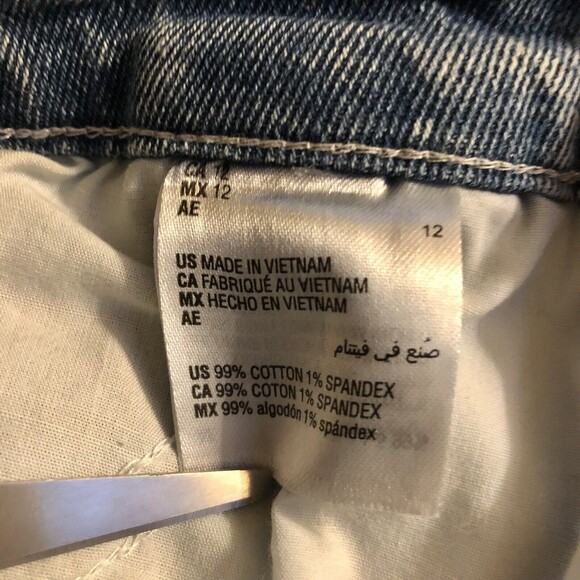 CA 12
MX 12
AE
12
US MADE IN VIETNAM
CA FABRIQUÉ AU VIETNAM
MX HECHO EN VIETNAM
AE
صُنع في فيتنام
US 99% COTTON 1% SPANDEX
CA 99% COTON 1% SPANDEX
MX 99% algodón 1% spándex